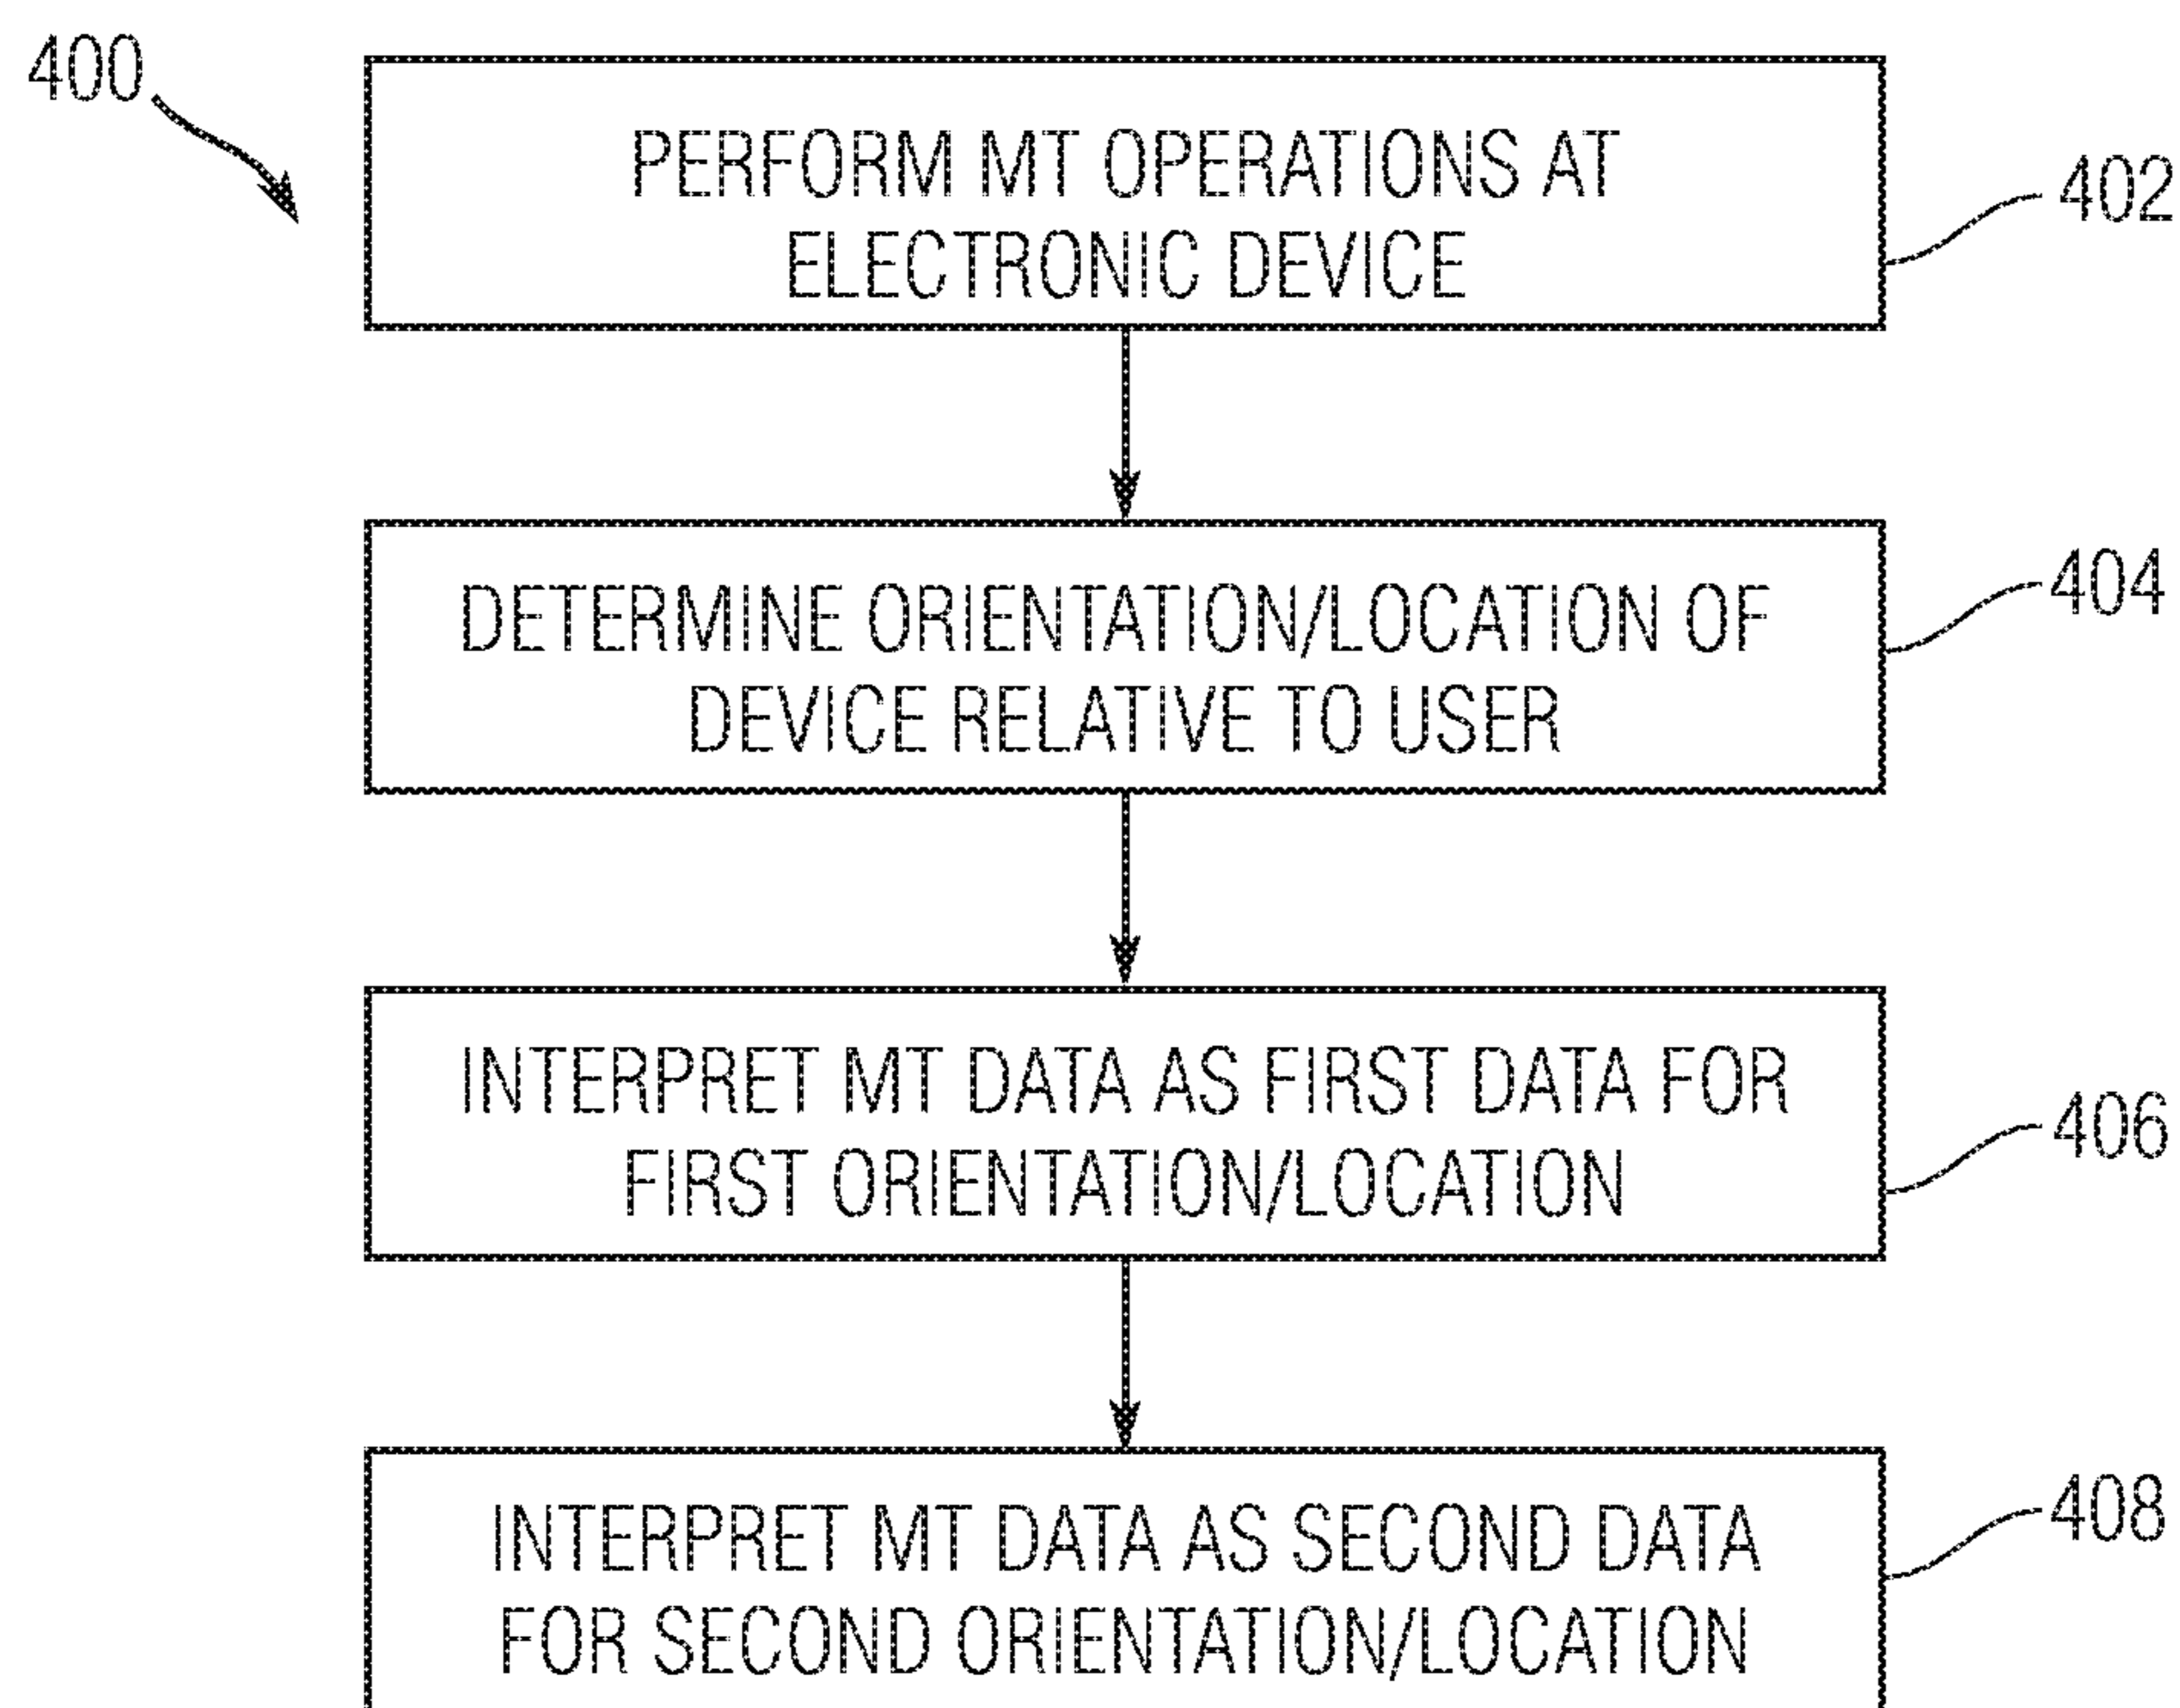 400
PERFORM MT OPERATIONS AT
ELECTRONIC DEVICE
402
DETERMINE ORIENTATION/LOCATION OF
DEVICE RELATIVE TO USER
404
INTERPRET MT DATA AS FIRST DATA FOR
FIRST ORIENTATION/LOCATION
406
INTERPRET MT DATA AS SECOND DATA
FOR SECOND ORIENTATION/LOCATION
408